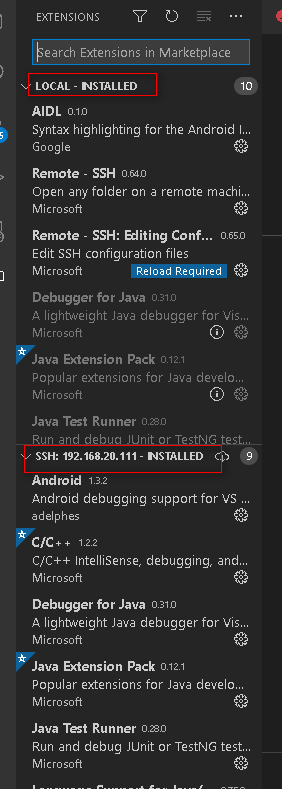 EXTENSIONS
Search Extensions in Marketplace
LOCAL - INSTALLED 10
AIDL 0.1.0
Syntax highlighting for the Android I...
Google
Remote - SSH 0.64.0
Open any folder on a remote machi...
Microsoft
Remote - SSH: Editing Conf... 0.65.0
Edit SSH configuration files
Microsoft Reload Required
Debugger for Java 0.31.0
A lightweight Java debugger for Vis...
Microsoft
Java Extension Pack 0.12.1
Popular extensions for Java develo...
Microsoft
Java Test Runner 0.28.0
Run and debug JUnit or TestNG test...
SSH: 192.168.20.111 - INSTALLED 9
Android 1.3.2
Android debugging support for VS ...
adelphes
C/C++ 1.2.2
C/C++ IntelliSense, debugging, and...
Microsoft
Debugger for Java 0.31.0
A lightweight Java debugger for Vis...
Microsoft
Java Extension Pack 0.12.1
Popular extensions for Java develo...
Microsoft
Java Test Runner 0.28.0
Run and debug JUnit or TestNG test...
Microsoft
Language Support for Java(